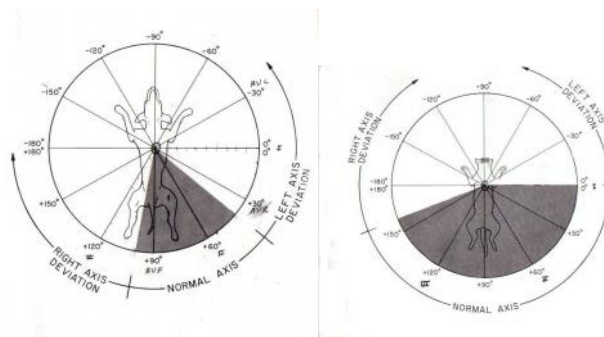 -90°
-120°
-60°
-150°
AVL
-30°
-180°
+180°
0°
0°
I
+150°
+30°
AVR
LEFT AXIS
DEVIATION
+120°
III
+90°
AVF
+60°
II
RIGHT AXIS
DEVIATION
NORMAL AXIS
-90°
-120°
-60°
-150°
-30°
RIGHT AXIS
DEVIATION
LEFT AXIS
DEVIATION
-180°
+180°
0°
0°
I
+150°
+30°
+120°
III
+90°
+60°
II
NORMAL AXIS